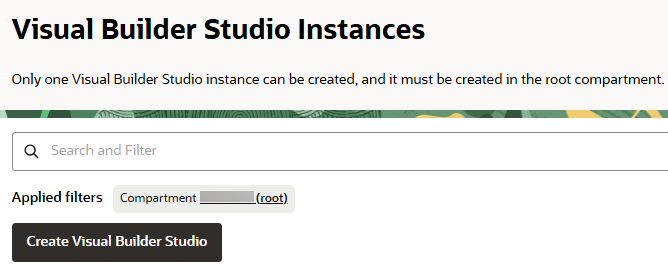 Visual Builder Studio Instances
Only one Visual Builder Studio instance can be created, and it must be created in the root compartment.
Search and Filter
Applied filters Compartment (root)
Create Visual Builder Studio